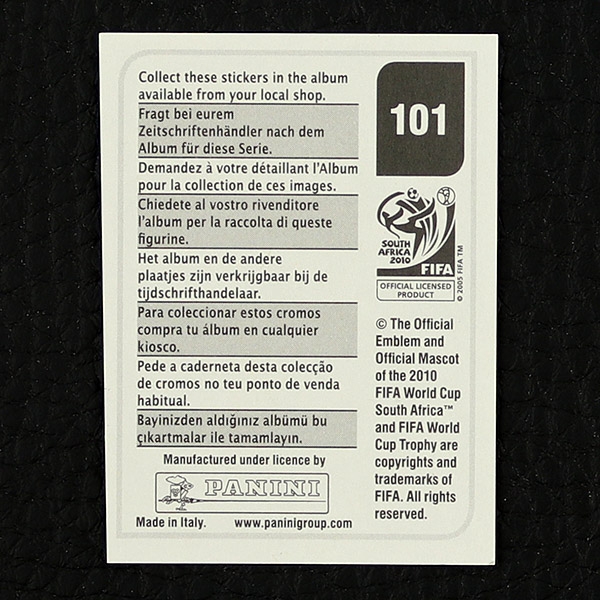 Collect these stickers in the album
available from your local shop.
Fragt bei eurem
Zeitschriftenhändler nach dem
Album für diese Serie.
Demandez à votre détaillant l'Album
pour la collection de ces images.
Chiedete al vostro rivenditore
l'album per la raccolta di queste
figurine.
Het album en de andere
plaatjes zijn verkrijgbaar bij de
tijdschrifthandelaar.
Para coleccionar estos cromos
compra tu álbum en cualquier
kiosco.
Pede a caderneta desta colecção
de cromos no teu ponto de venda
habitual.
Bayinizden aldığınız albümü bu
çıkartmalar ile tamamlayın.
Manufactured under licence by
PANINI
Made in Italy. www.paninigroup.com
101
SOUTH
AFRICA
2010
FIFA
© 2005 FIFA TM
OFFICIAL LICENSED
PRODUCT
© The Official
Emblem and
Official Mascot
of the 2010
FIFA World Cup
South Africa™
and FIFA World
Cup Trophy are
copyrights and
trademarks of
FIFA. All rights
reserved.